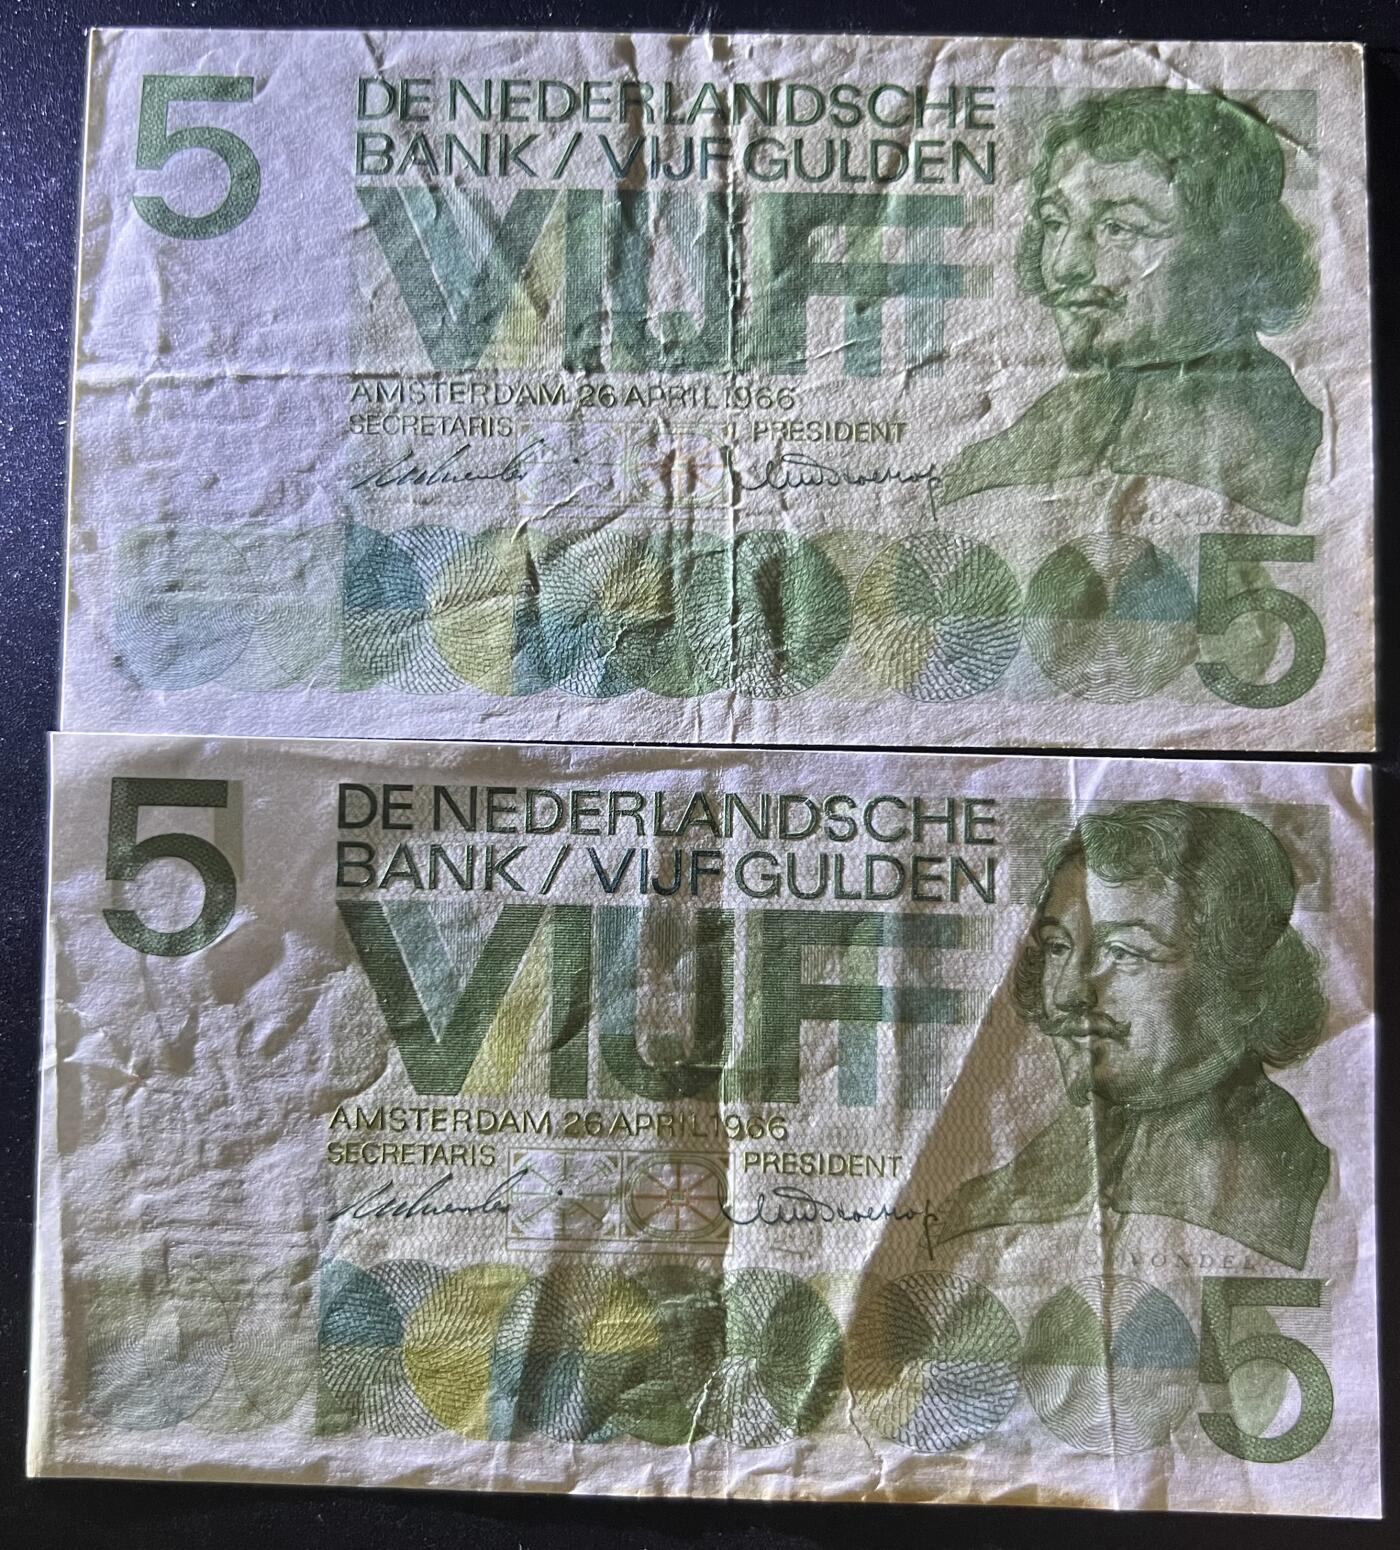 5
DE NEDERLANDSCHE
BANK / VIJF GULDEN
VIJF
AMSTERDAM 26 APRIL 1966
SECRETARIS PRESIDENT
VONDEL
5
5
DE NEDERLANDSCHE
BANK / VIJF GULDEN
VIJF
AMSTERDAM 26 APRIL 1966
SECRETARIS PRESIDENT
VONDEL
5